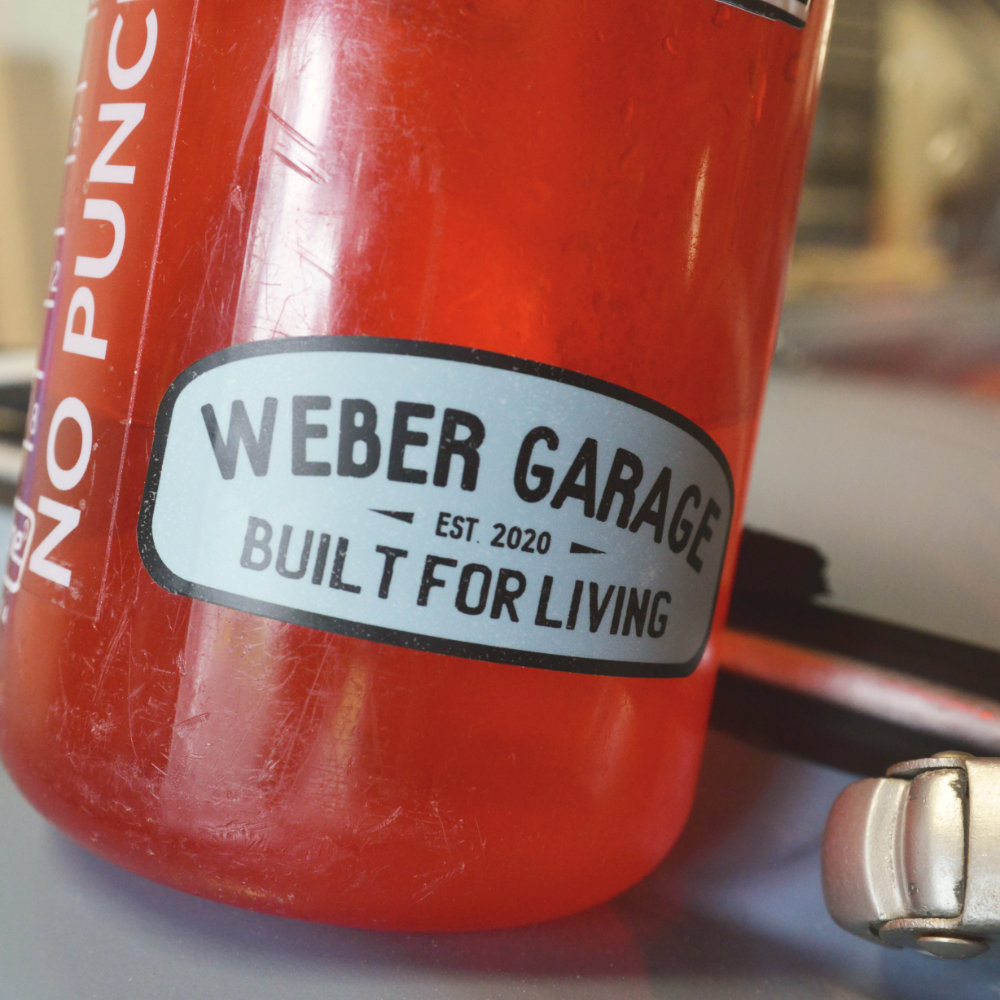 NO PUNC
WEBER GARAGE
EST. 2020
BUILT FOR LIVING